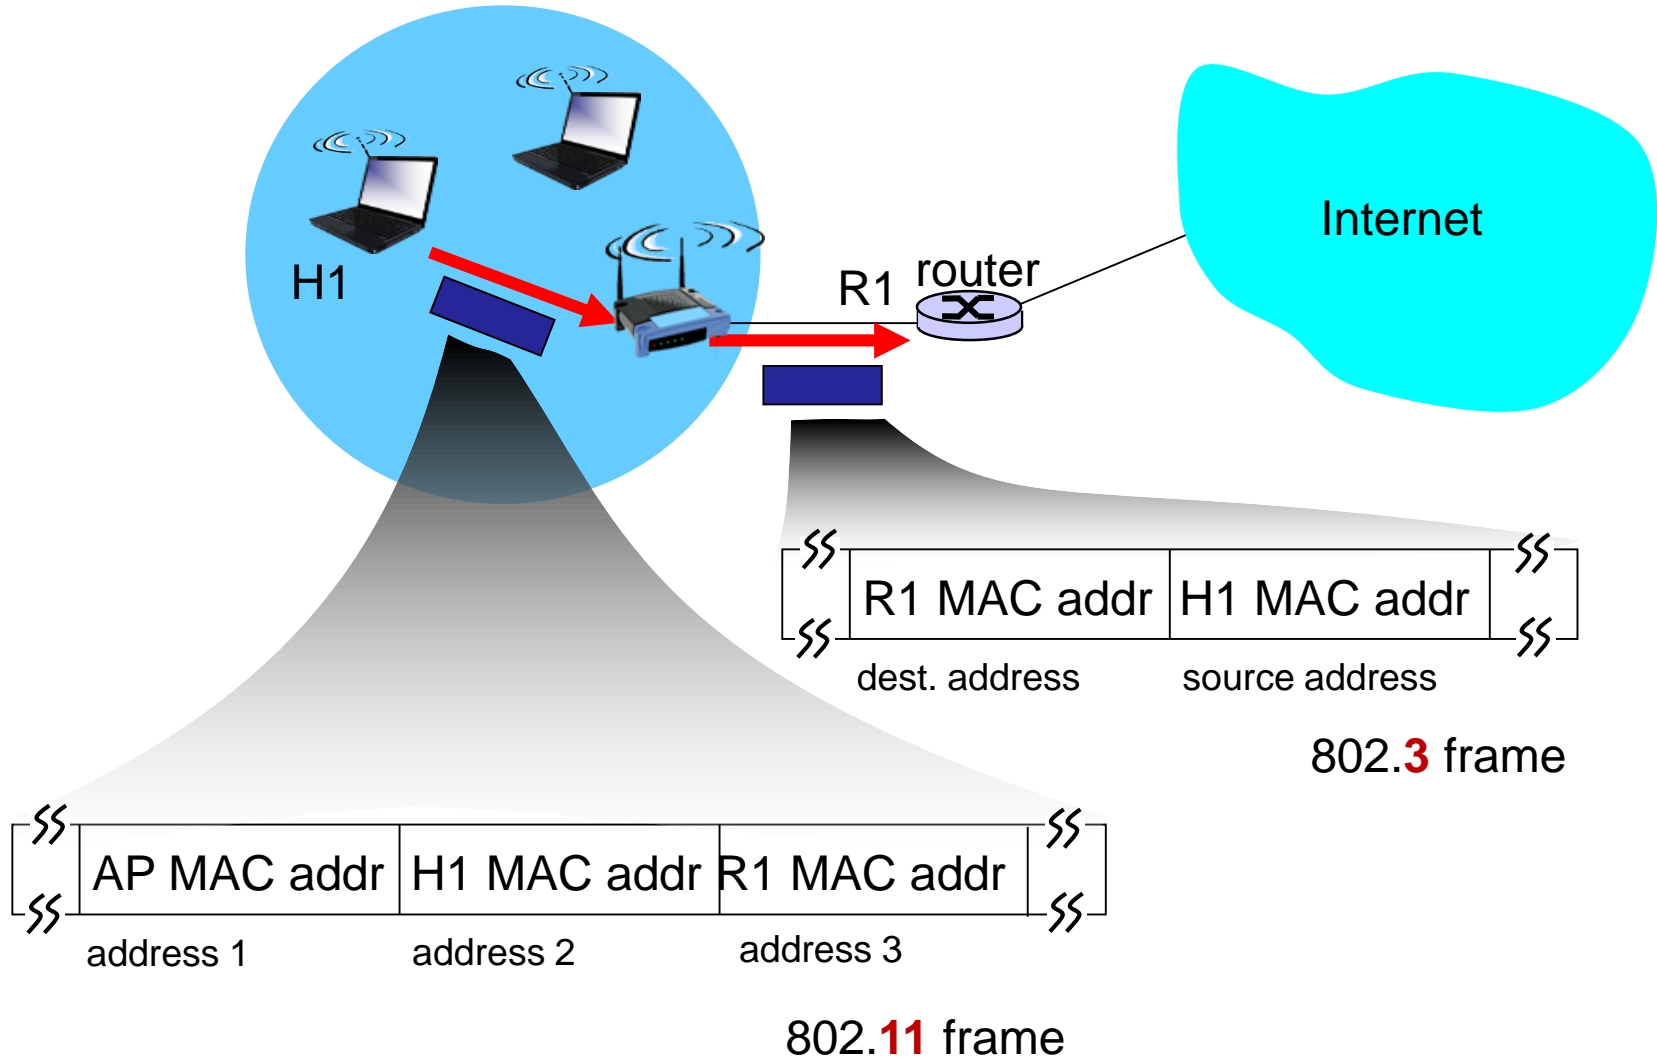 Internet
router
R1
H1
R1 MAC addr H1 MAC addr
dest. address source address
802.3 frame
AP MAC addr H1 MAC addr R1 MAC addr
address 1 address 2 address 3
802.11 frame